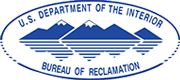 U.S. DEPARTMENT OF THE INTERIOR
BUREAU OF RECLAMATION